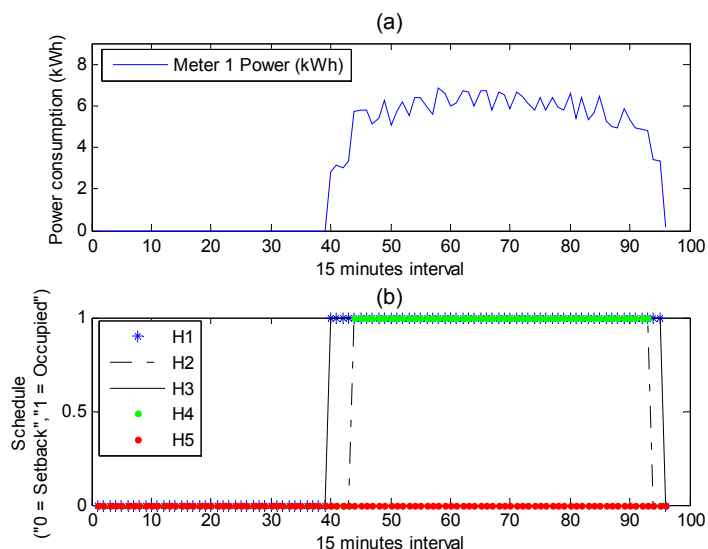 (a)
Power consumption (kWh)
8
6
4
2
0
Meter 1 Power (kWh)
0 10 20 30 40 50 60 70 80 90 100
15 minutes interval
(b)
Schedule
("0 = Setback","1 = Occupied")
1
0.5
0
H1
H2
H3
H4
H5
0 10 20 30 40 50 60 70 80 90 100
15 minutes interval